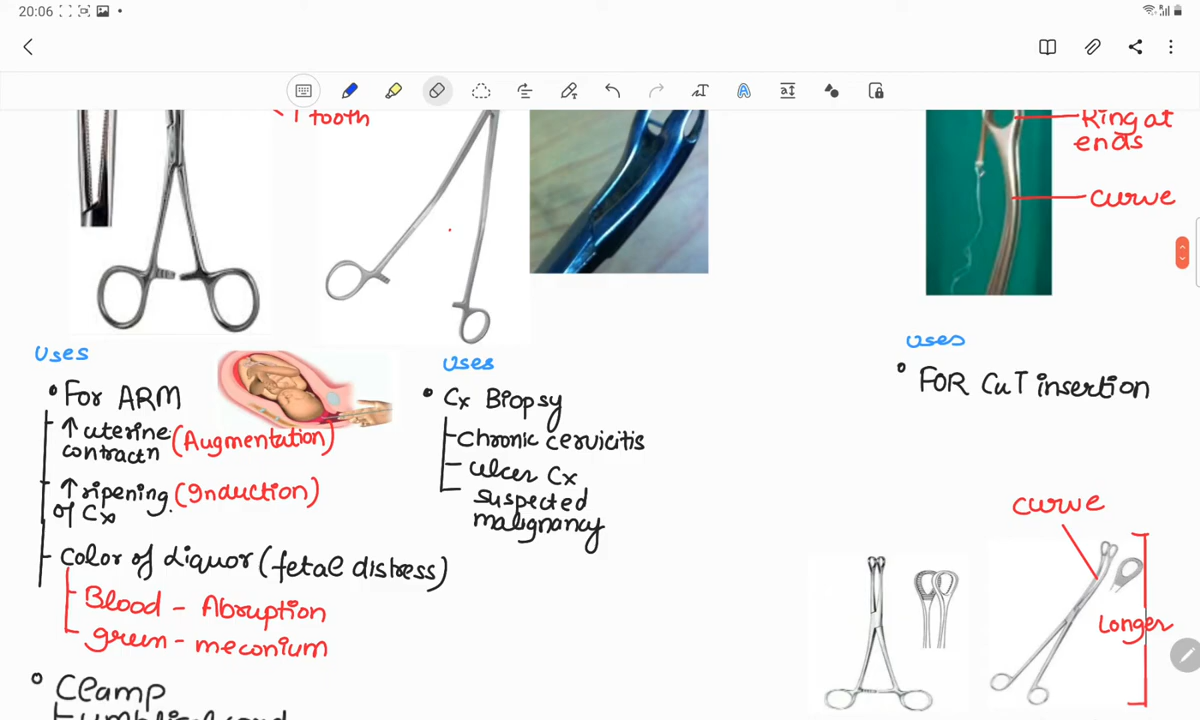 20:06
1 tooth
Ring at
ends
curve
uses
For ARM
↑ uterine
contractn (Augmentation)
↑ ripening (Induction)
of Cx
Color of Liquor (fetal distress)
Blood - Abruption
green - meconium
Clamp
uses
Cx Biopsy
Chronic cervicitis
ulcer Cx
suspected
malignancy
uses
FOR CuT insertion
curve
Longer